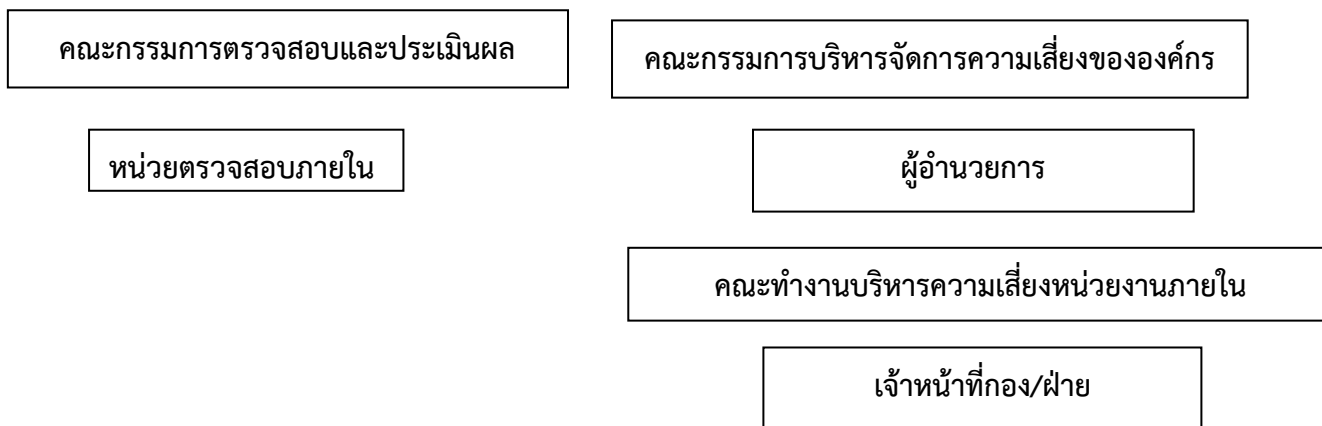 คณะกรรมการตรวจสอบและประเมินผล
คณะกรรมการบริหารจัดการความเสี่ยงขององค์กร
หน่วยตรวจสอบภายใน
ผู้อำนวยการ
คณะทำงานบริหารความเสี่ยงหน่วยงานภายใน
เจ้าหน้าที่กอง/ฝ่าย